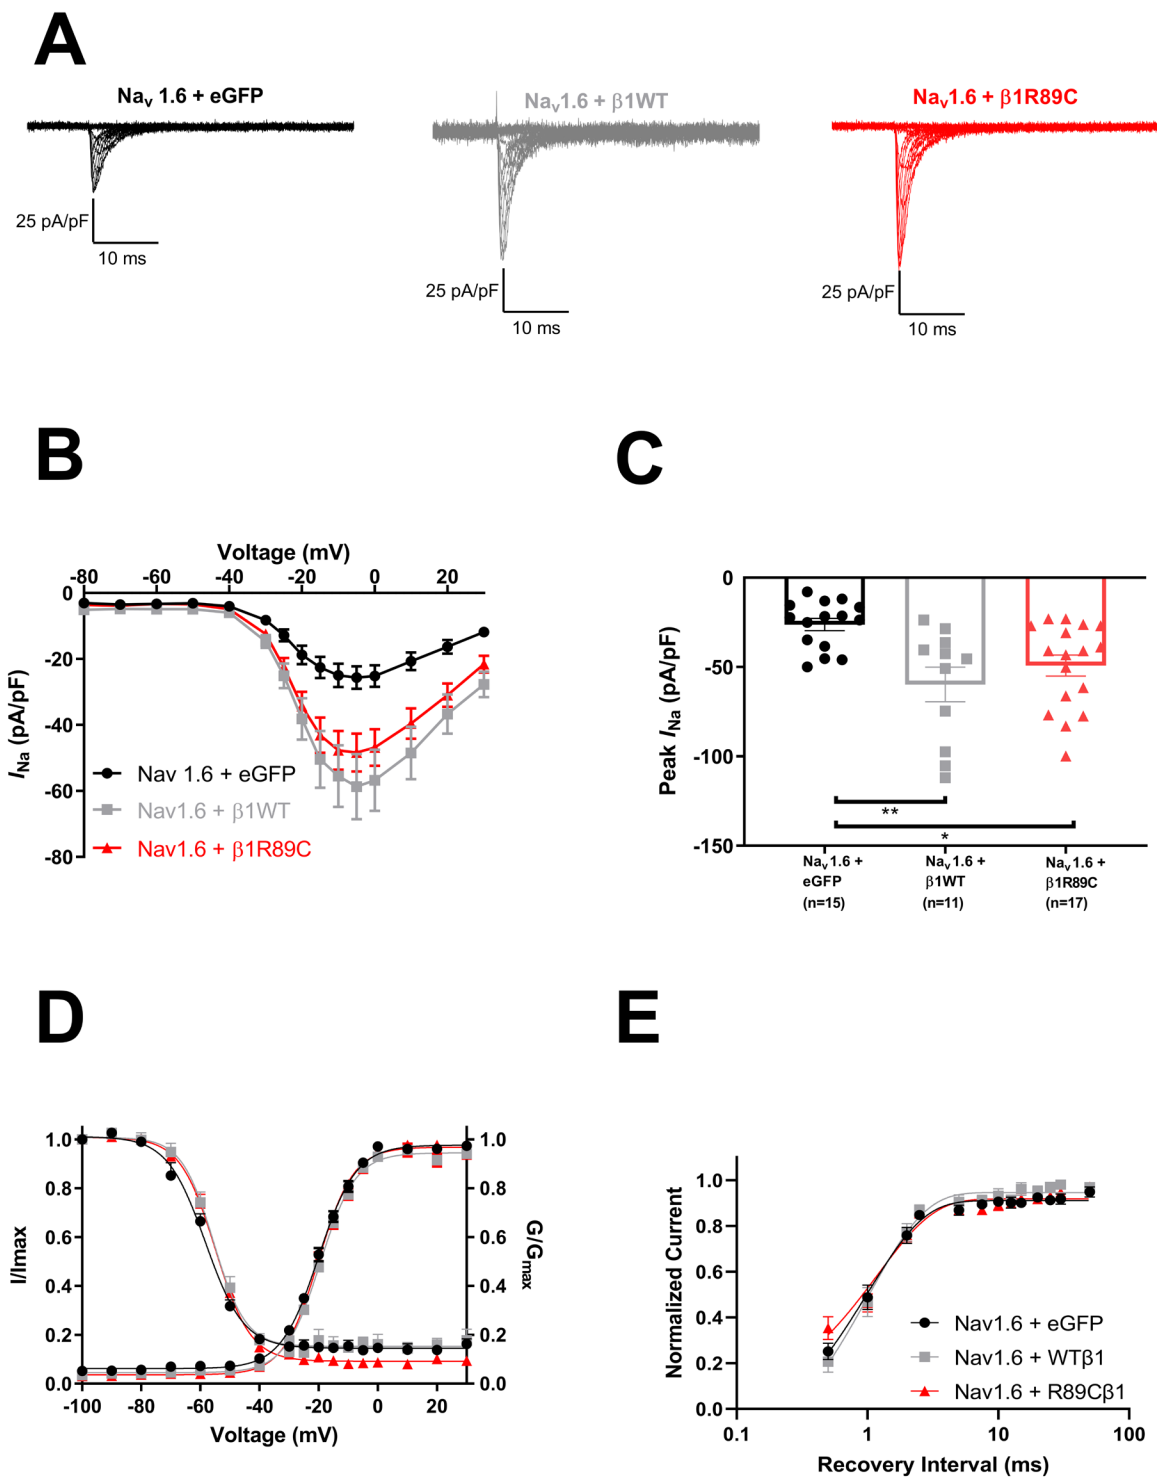 A
Nav 1.6 + eGFP
Nav1.6 + β1WT
Nav1.6 + β1R89C
25 pA/pF
10 ms
25 pA/pF
10 ms
25 pA/pF
10 ms
B
Voltage (mV)
-80 -60 -40 -20 0 20
0
-20
-40
-60
-80
INa (pA/pF)
Nav 1.6 + eGFP
Nav1.6 + β1WT
Nav1.6 + β1R89C
C
0
-50
-100
-150
Peak INa (pA/pF)
**
*
Nav1.6 +
eGFP
(n=15)
Nav1.6 +
β1WT
(n=11)
Nav1.6 +
β1R89C
(n=17)
D
1.0
0.8
0.6
0.4
0.2
0.0
I/Imax
1.0
0.8
0.6
0.4
0.2
0.0
G/Gmax
-100 -80 -60 -40 -20 0 20
Voltage (mV)
E
1.0
0.8
0.6
0.4
0.2
0.0
Normalized Current
Nav1.6 + eGFP
Nav1.6 + WTβ1
Nav1.6 + R89Cβ1
0.1 1 10 100
Recovery Interval (ms)